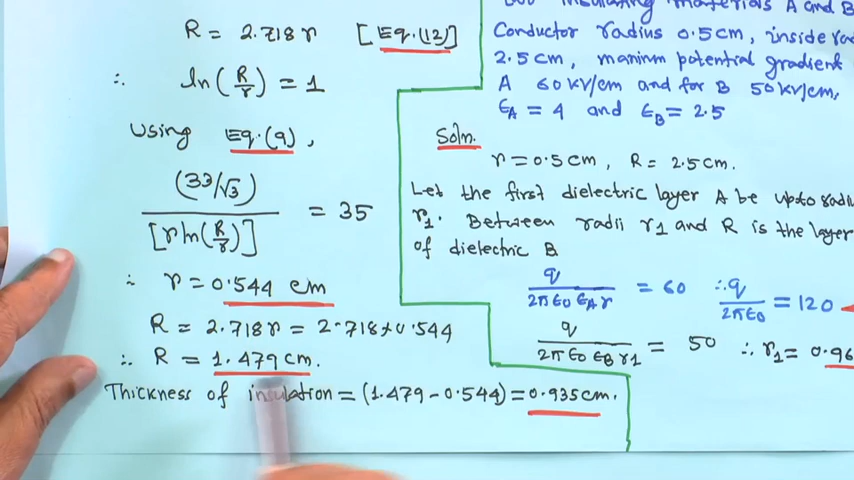 R = 2.718 r [Eq.(12)]
∴ ln(R/r) = 1
Using Eq.(9),
(33/√3) / [r ln(R/r)] = 35
∴ r = 0.544 cm
R = 2.718 r = 2.718 x 0.544
∴ R = 1.479 cm.
Thickness of insulation = (1.479 - 0.544) = 0.935 cm.
insulating materials A and B
Conductor radius 0.5 cm, inside
2.5 cm, maximum potential gradient
A 60 kV/cm and for B 50 kV/cm,
ϵA = 4 and ϵB = 2.5
Soln.
r = 0.5 cm, R = 2.5 cm.
Let the first dielectric layer A be upto
r1. Between radii r1 and R is the layer
of dielectric B
q / 2πϵ0 ϵA r = 60 ∴ q / 2πϵ0 = 120
q / 2πϵ0 ϵB r1 = 50 ∴ r1 = 0.96